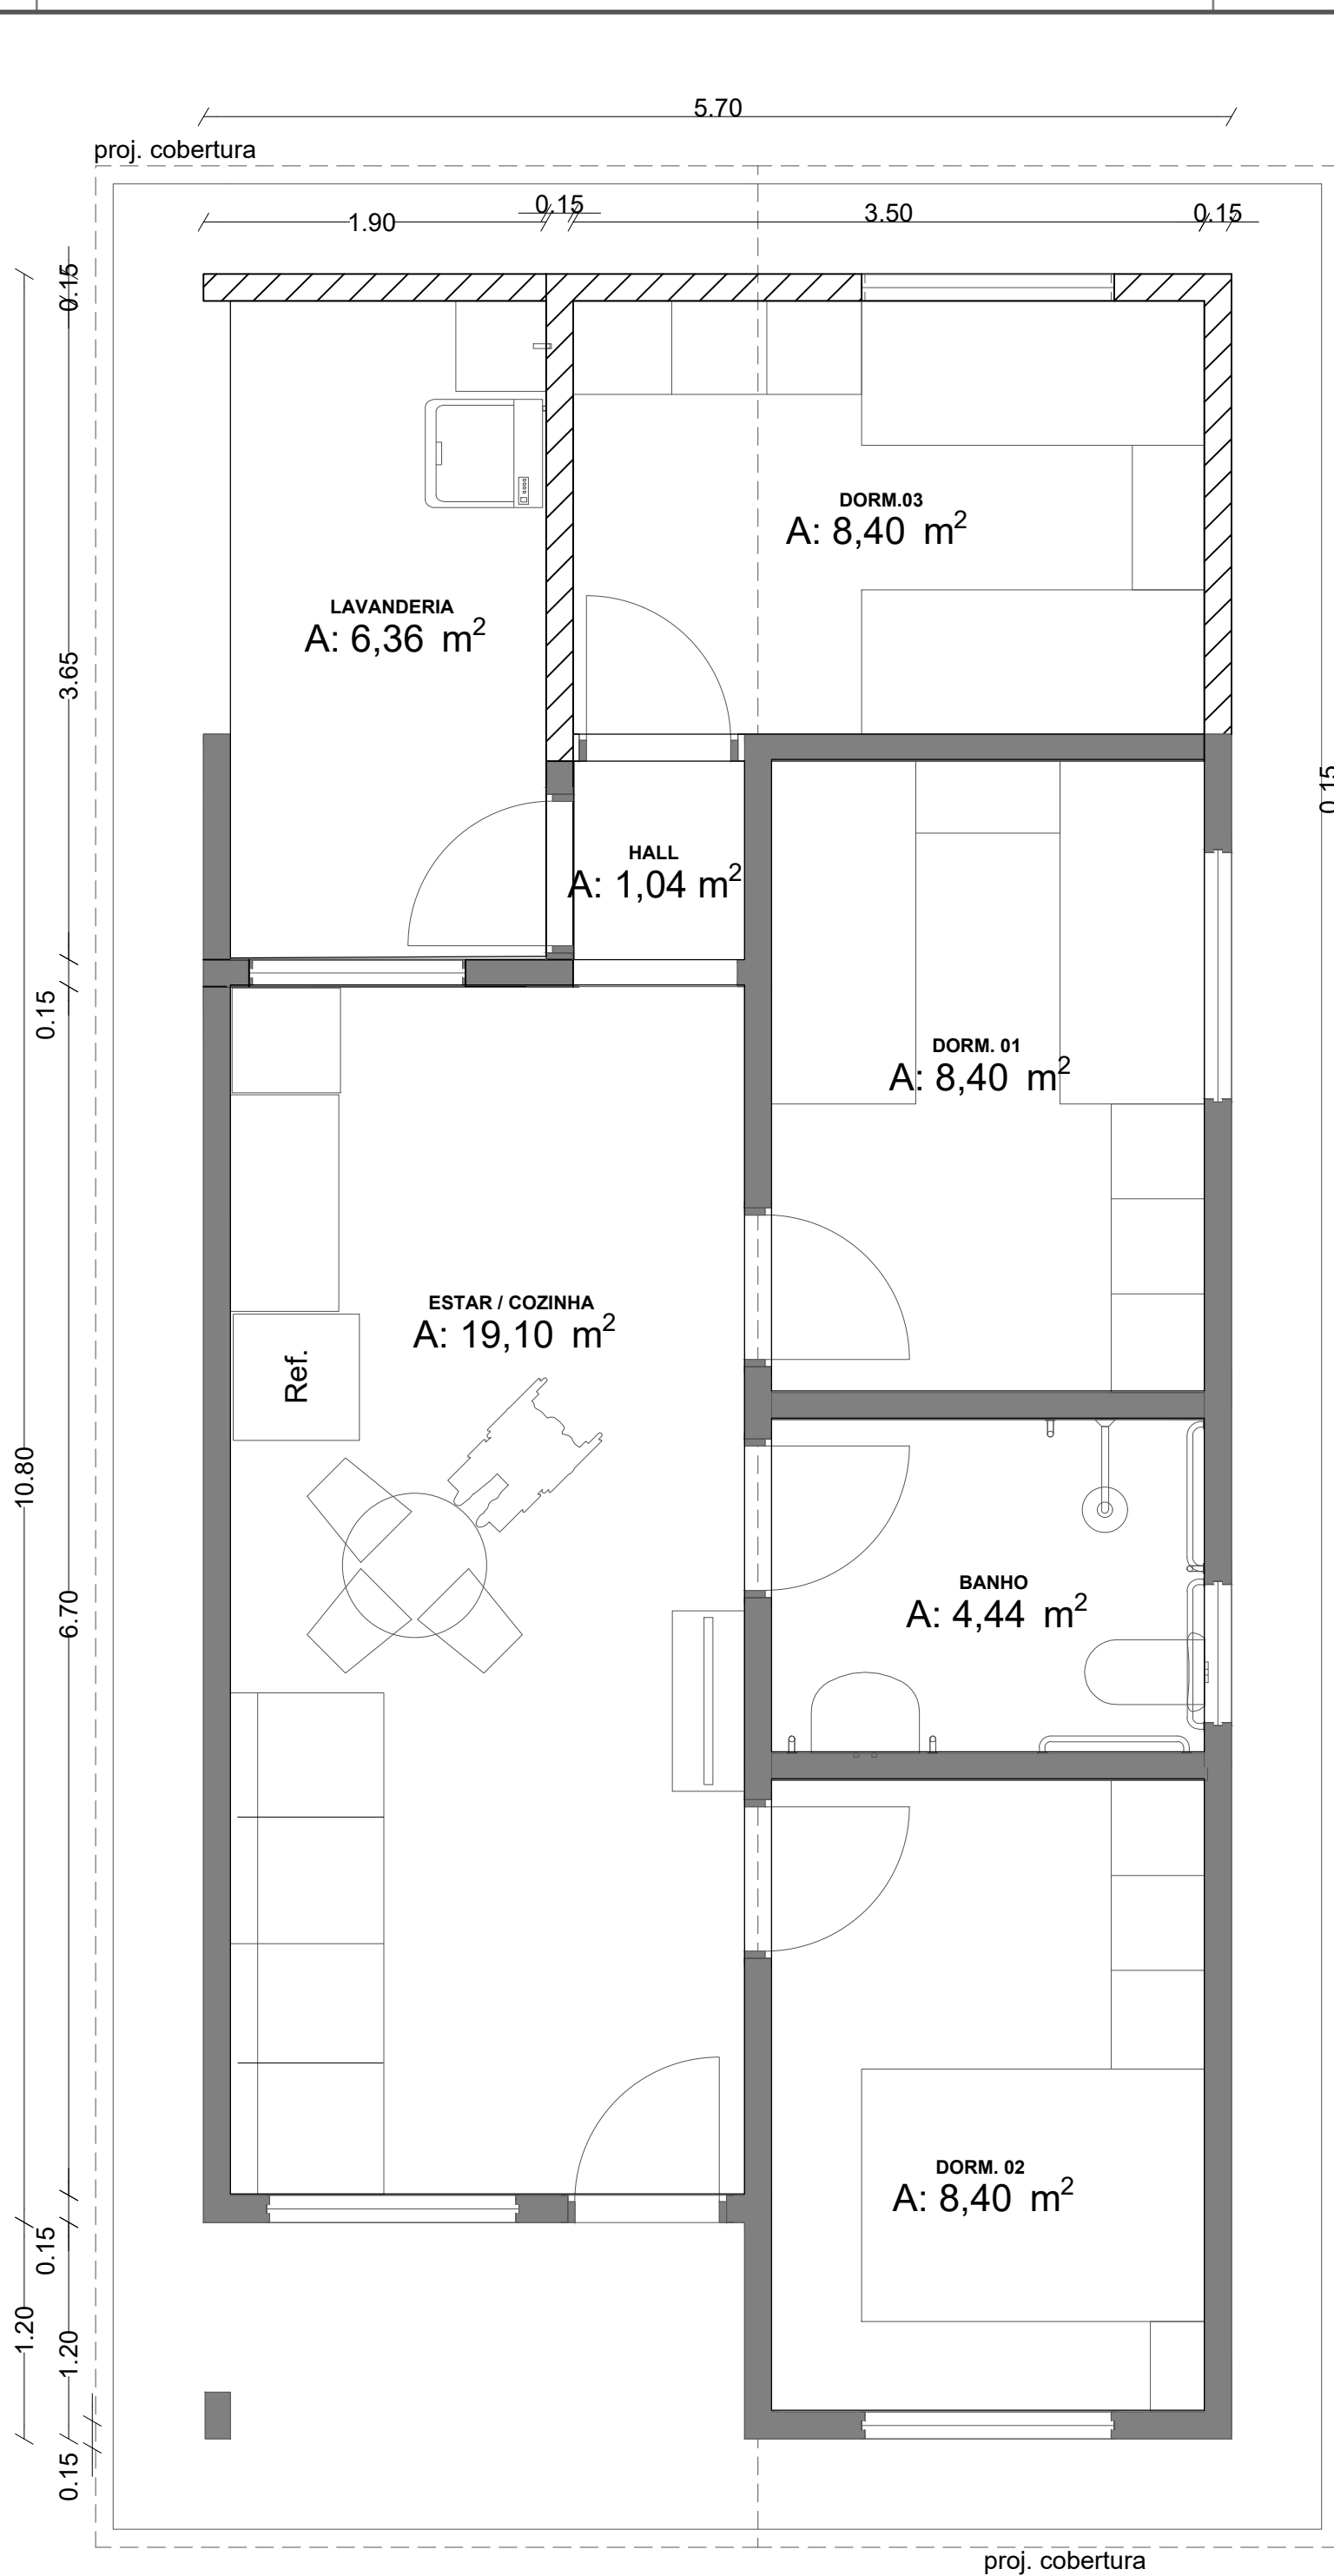 5.70
proj. cobertura
1.90
0.15
3.50
0.15
0.15
DORM.03
A: 8,40 m²
LAVANDERIA
A: 6,36 m²
3.65
0.15
HALL
A: 1,04 m²
0.15
DORM. 01
A: 8,40 m²
ESTAR / COZINHA
A: 19,10 m²
Ref.
10.80
6.70
BANHO
A: 4,44 m²
DORM. 02
A: 8,40 m²
0.15
1.20
1.20
0.15
proj. cobertura